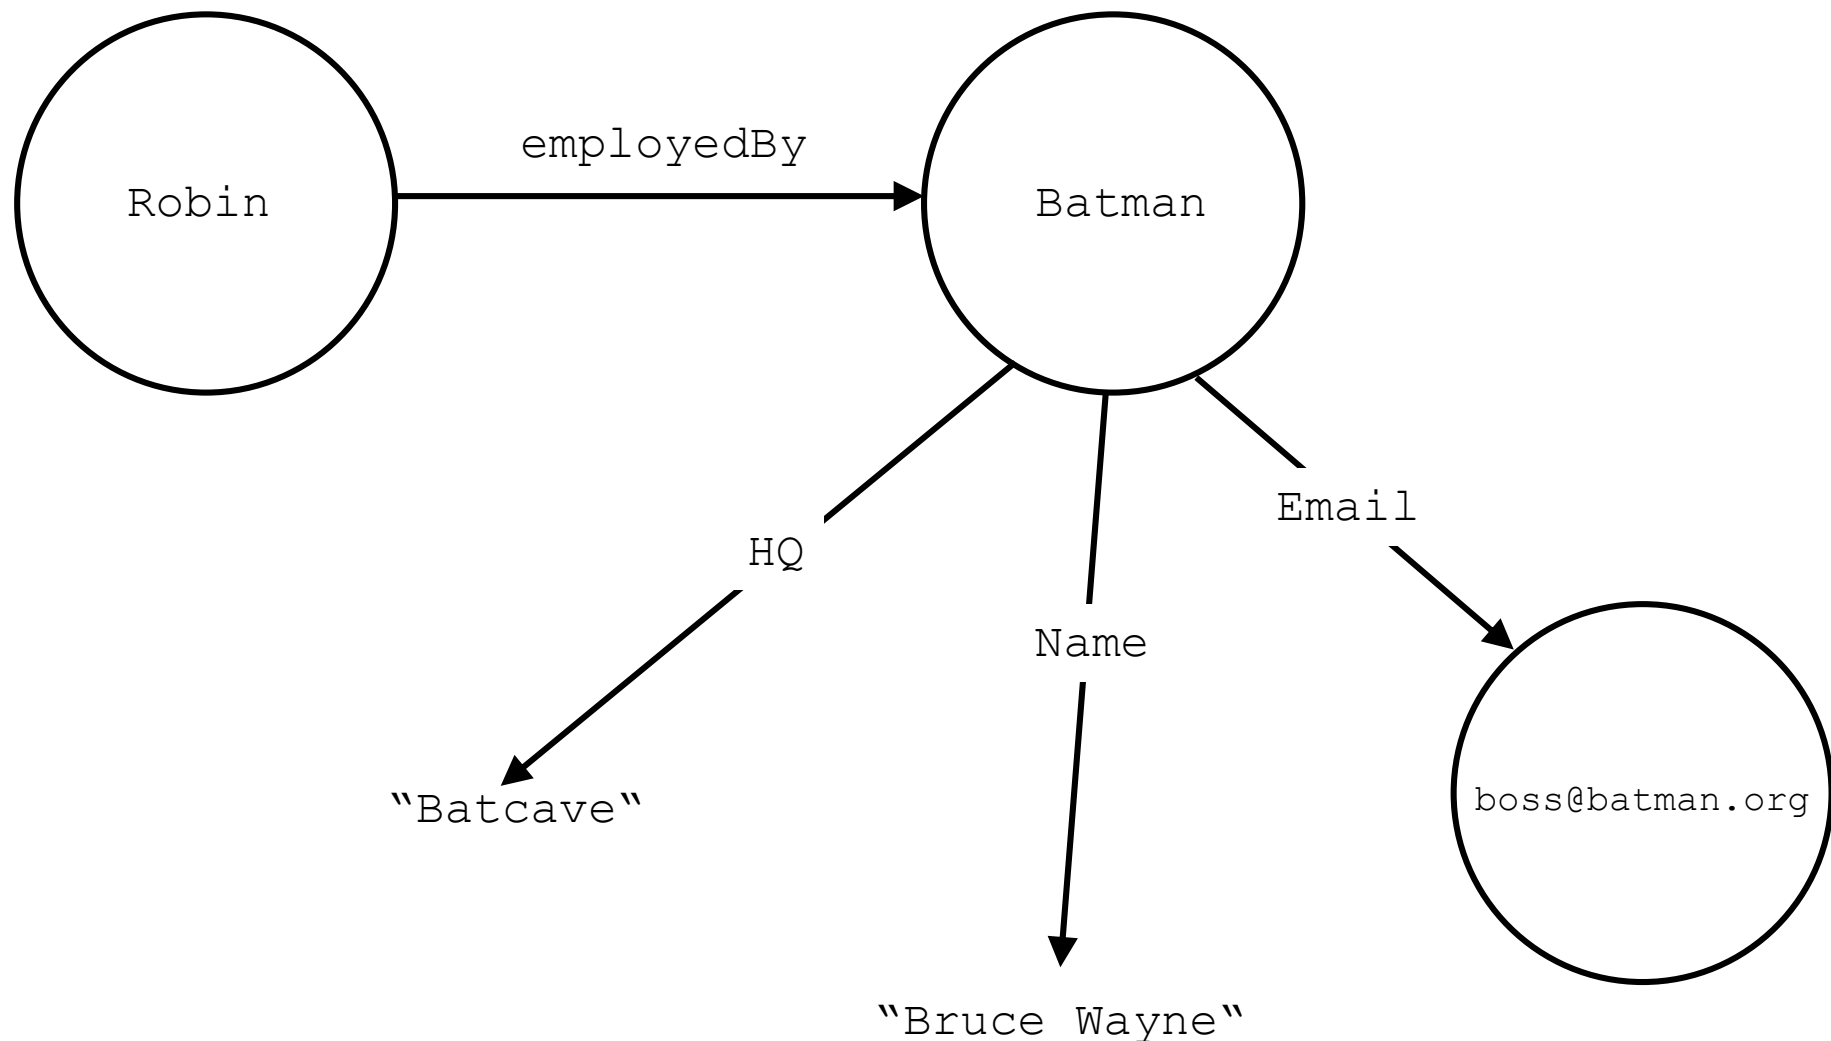 employedBy
Robin
Batman
Email
HQ
Name
boss@batman.org
“Batcave“
“Bruce Wayne“